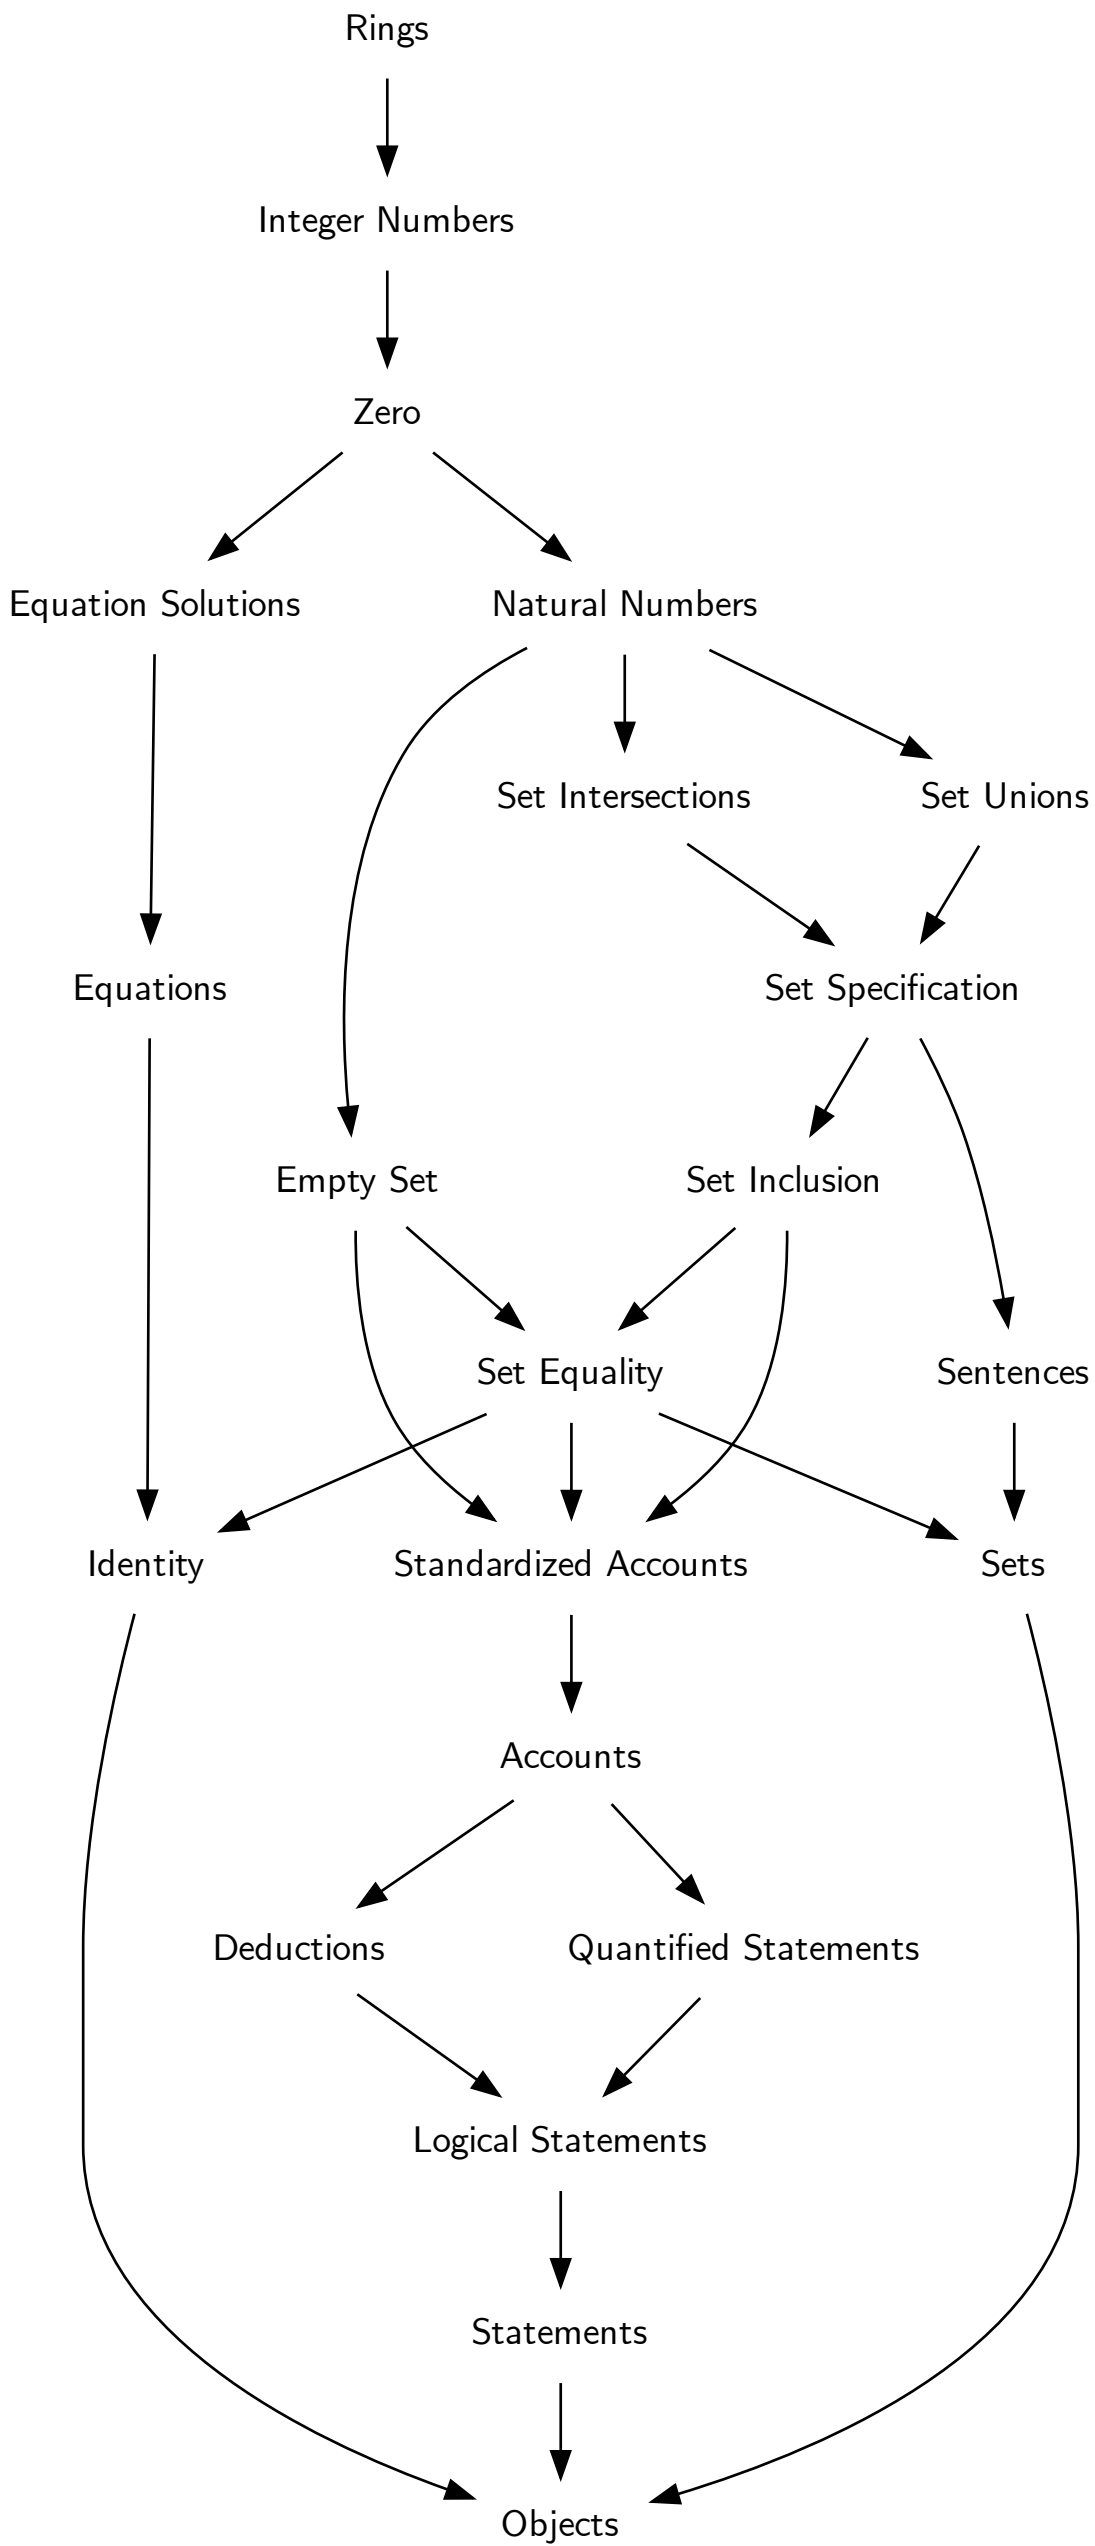 Rings
Integer Numbers
Zero
Equation Solutions
Natural Numbers
Set Intersections
Set Unions
Equations
Set Specification
Empty Set
Set Inclusion
Set Equality
Sentences
Identity
Standardized Accounts
Sets
Accounts
Deductions
Quantified Statements
Logical Statements
Statements
Objects